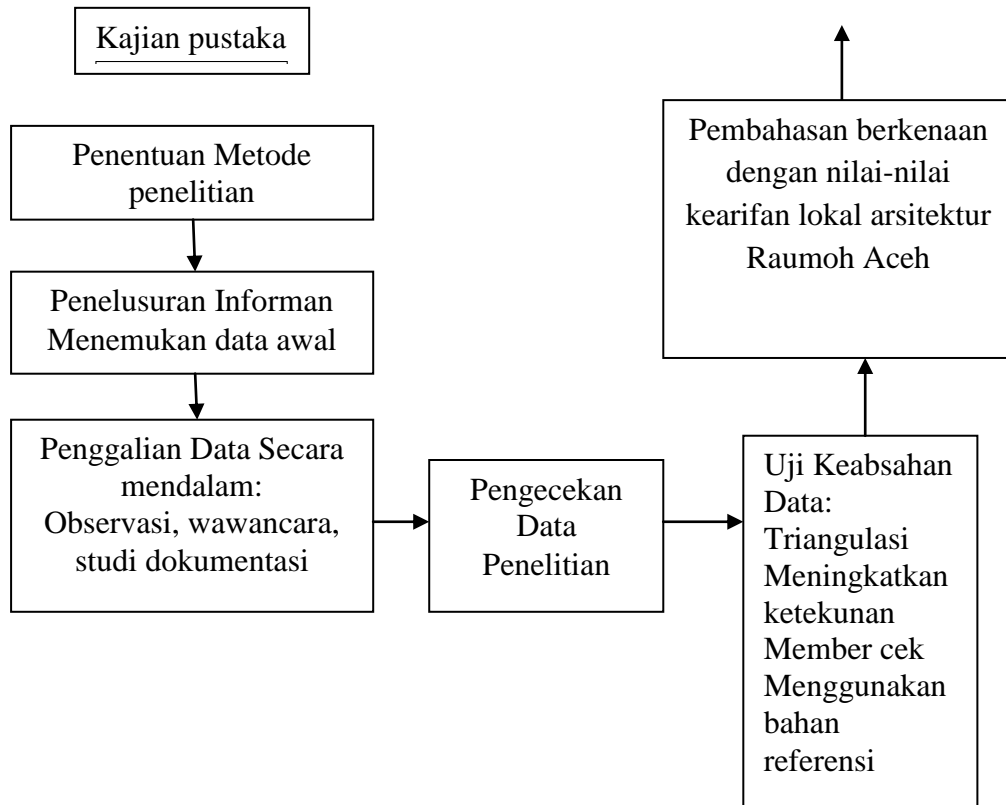 Kajian pustaka
Penentuan Metode
penelitian
Penelusuran Informan
Menemukan data awal
Penggalian Data Secara
mendalam:
Observasi, wawancara,
studi dokumentasi
Pengecekan
Data
Penelitian
Uji Keabsahan
Data:
Triangulasi
Meningkatkan
ketekunan
Member cek
Menggunakan
bahan
referensi
Pembahasan berkenaan
dengan nilai-nilai
kearifan lokal arsitektur
Raumoh Aceh